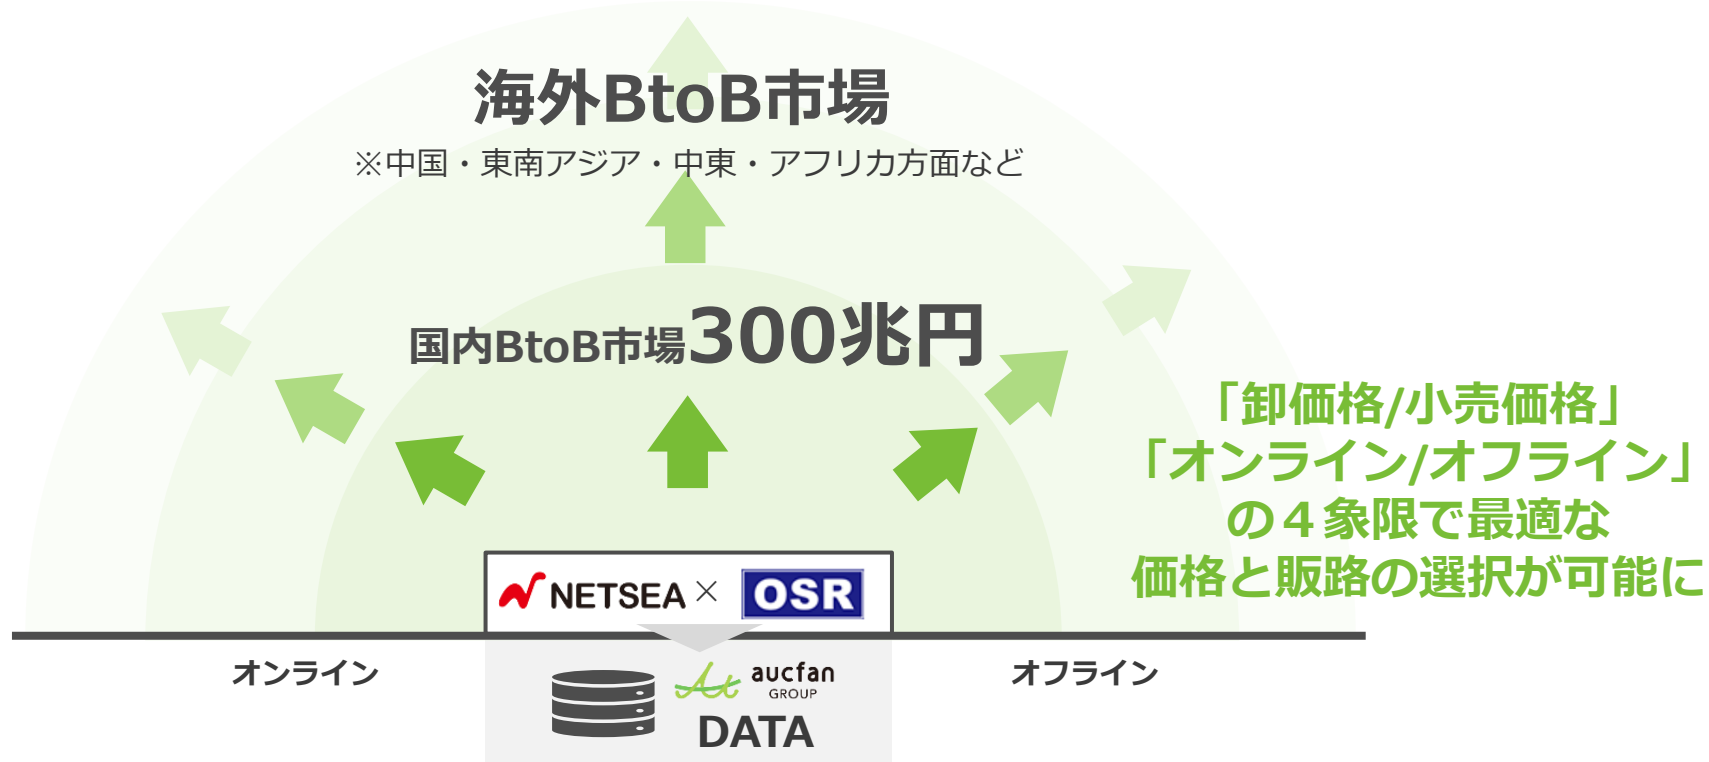 海外BtoB市場
※中国・東南アジア・中東・アフリカ方面など
国内BtoB市場300兆円
「卸価格/小売価格」
「オンライン/オフライン」
の４象限で最適な
価格と販路の選択が可能に
NETSEA × OSR
オンライン
オフライン
aucfan
GROUP
DATA